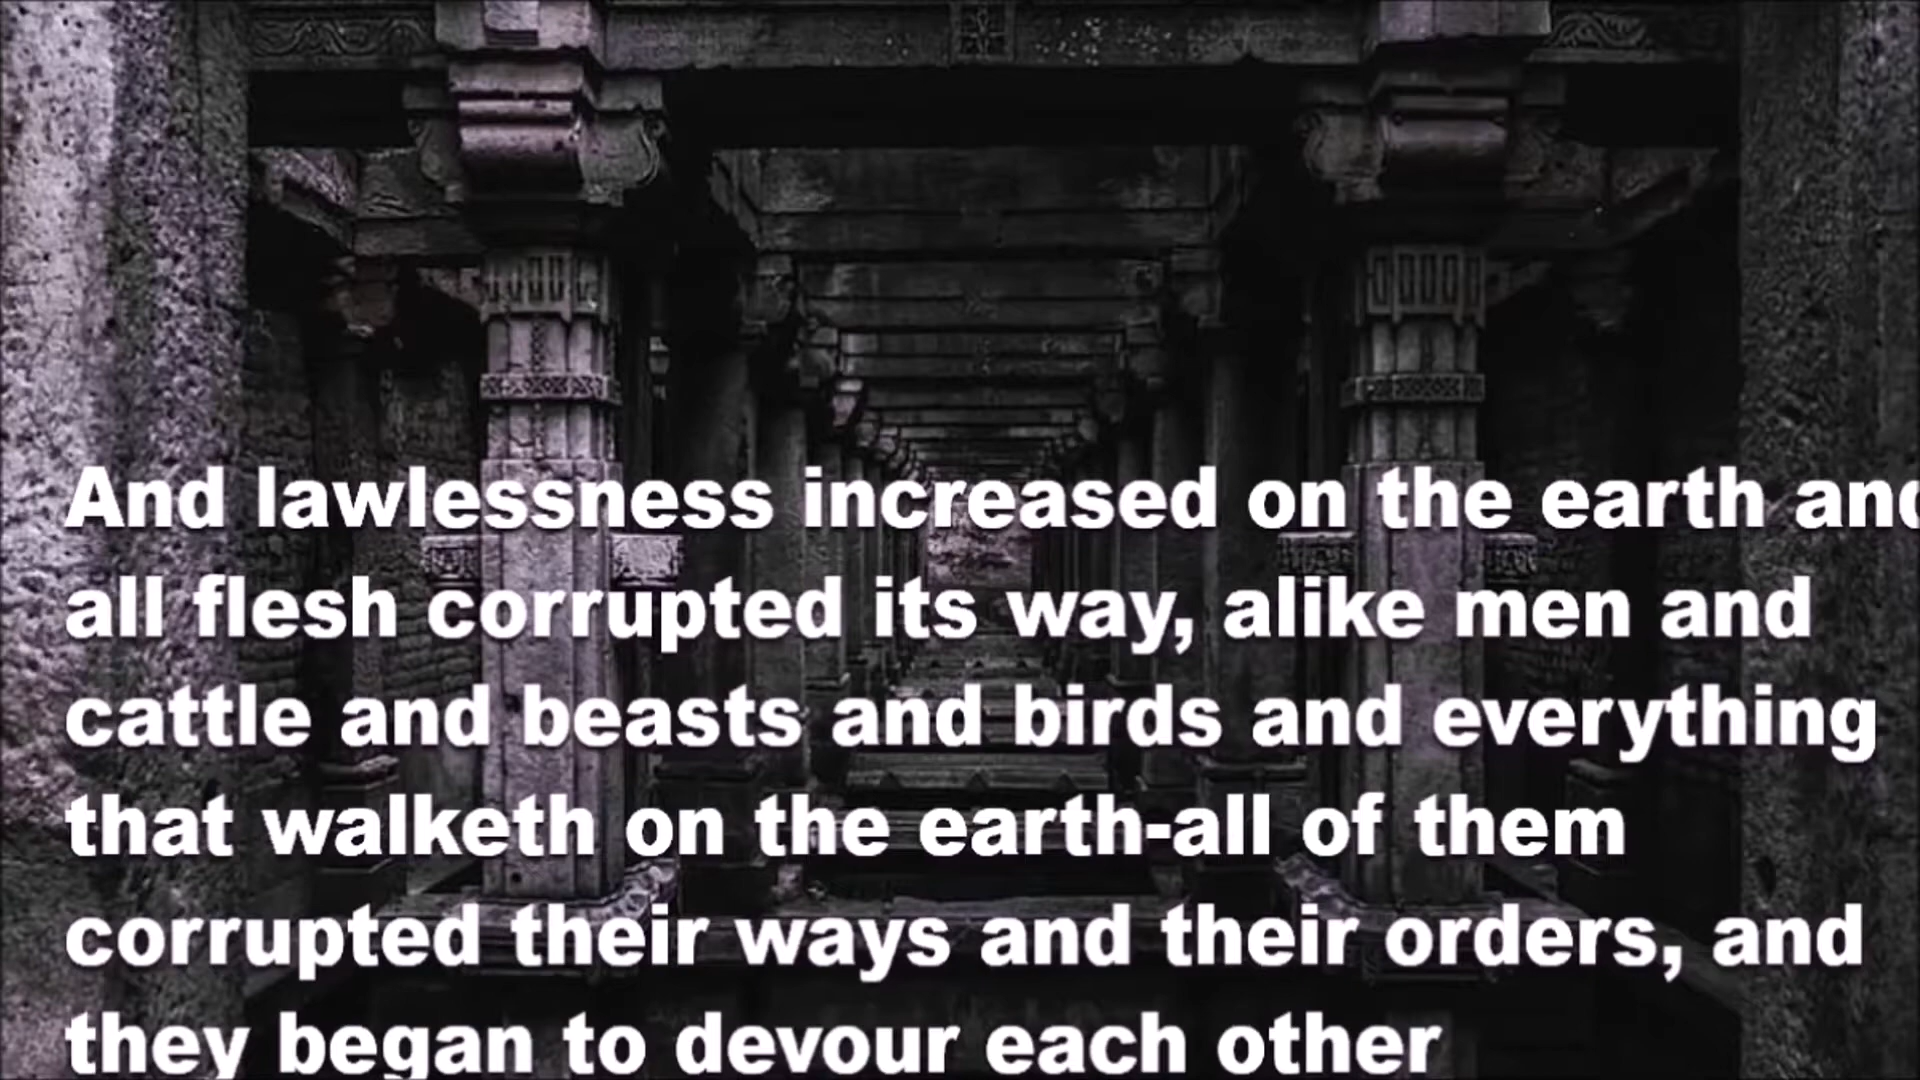 And lawlessness increased on the earth and
all flesh corrupted its way, alike men and
cattle and beasts and birds and everything
that walketh on the earth-all of them
corrupted their ways and their orders, and
they began to devour each other